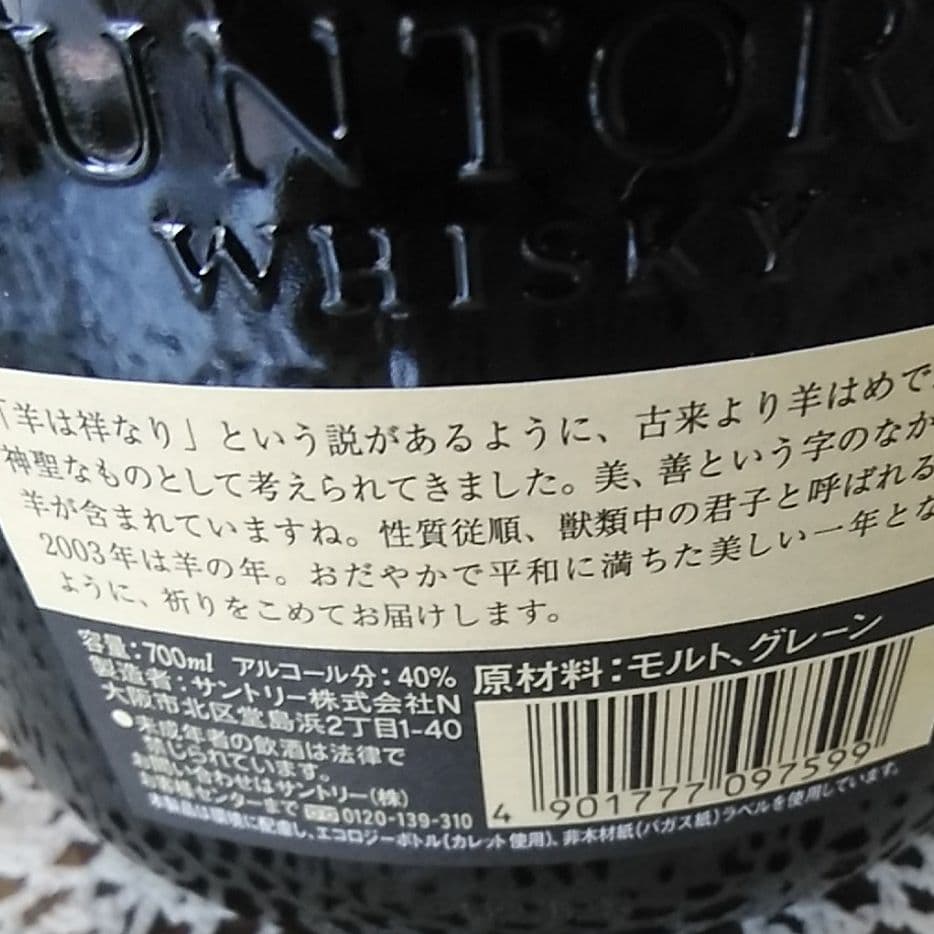 SUNTOR
WHISKY
「羊は祥なり」という説があるように、古来より羊はめで
神聖なものとして考えられてきました。美、善という字のなか
羊が含まれていますね。性質従順、獣類中の君子と呼ばれる
2003年は羊の年。おだやかで平和に満ちた美しい一年とな
ように、祈りをこめてお届けします。
容量:700ml アルコール分:40%
製造者:サントリー株式会社N
大阪市北区堂島浜2丁目1-40
●未成年者の飲酒は法律で
禁じられています。
お問い合わせはサントリー(株)
お客様センターまで 0120-139-310
原材料:モルト、グレーン
4 901777 097599
本製品は環境に配慮し、エコロジーボトル(カレット使用)、非木材紙(バガス紙)ラベルを使用しています。